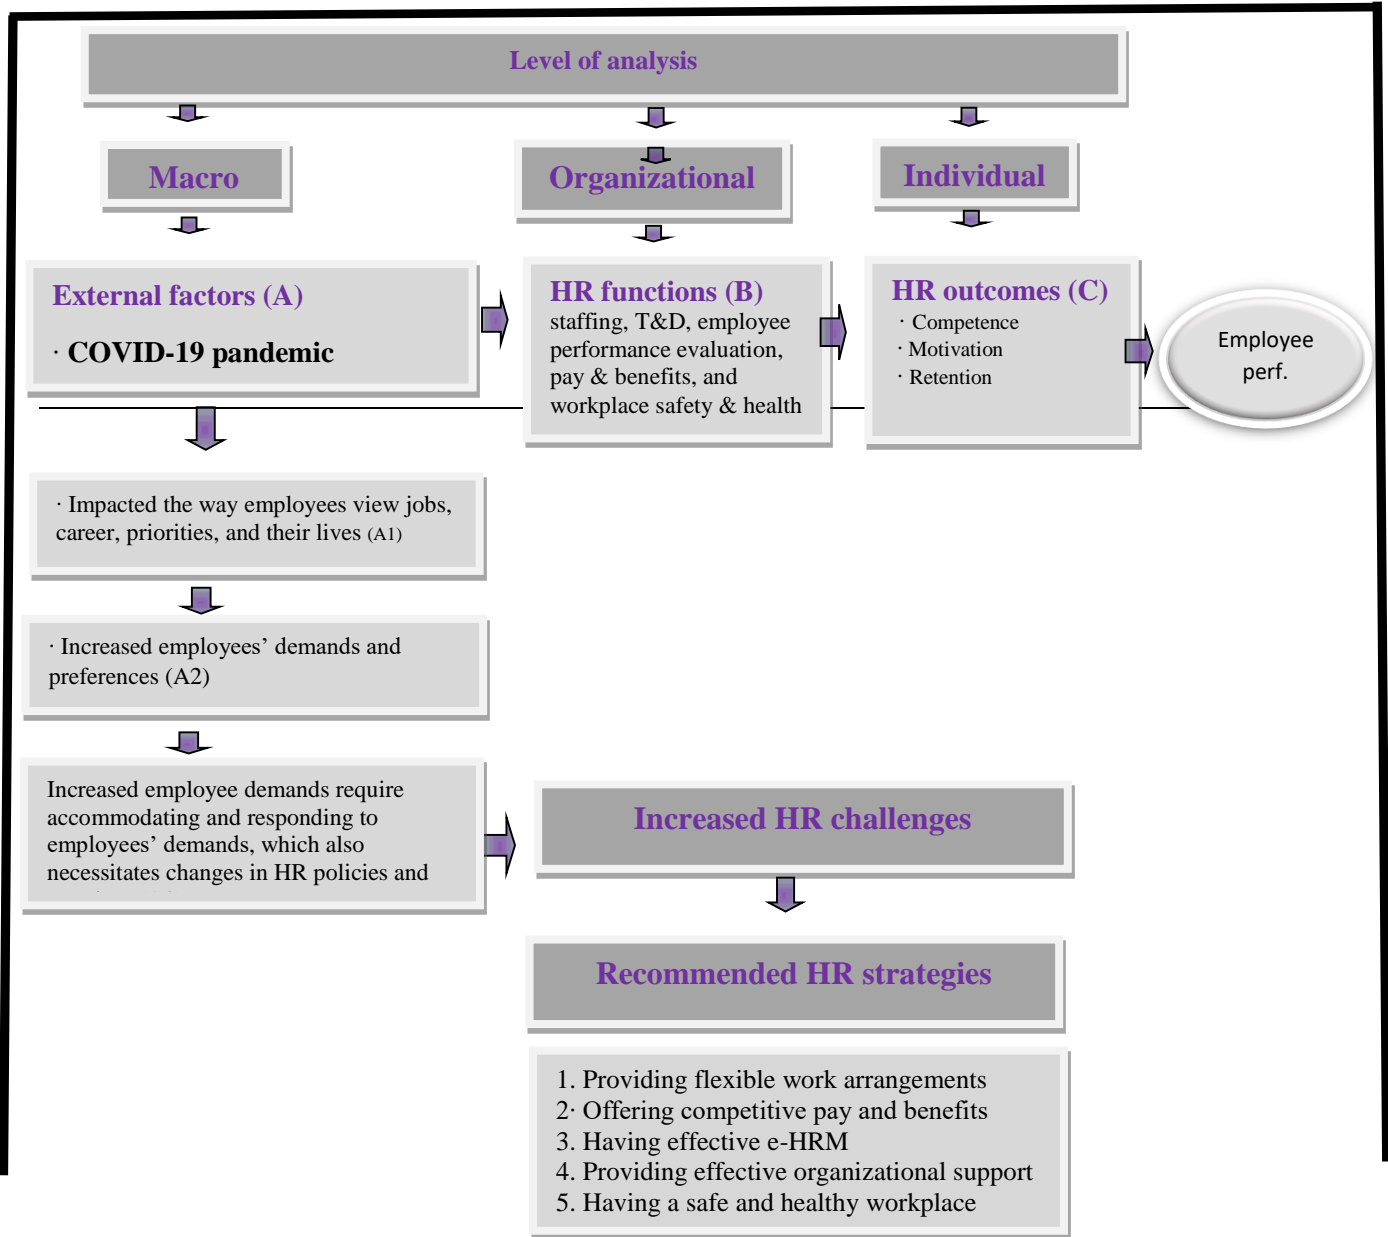 Level of analysis
Macro
Organizational
Individual
External factors (A)
· COVID-19 pandemic
HR functions (B)
staffing, T&D, employee
performance evaluation,
pay & benefits, and
workplace safety & health
HR outcomes (C)
· Competence
· Motivation
· Retention
Employee
perf.
· Impacted the way employees view jobs,
career, priorities, and their lives (A1)
· Increased employees’ demands and
preferences (A2)
Increased employee demands require
accommodating and responding to
employees’ demands, which also
necessitates changes in HR policies and
Increased HR challenges
Recommended HR strategies
1. Providing flexible work arrangements
2· Offering competitive pay and benefits
3. Having effective e-HRM
4. Providing effective organizational support
5. Having a safe and healthy workplace